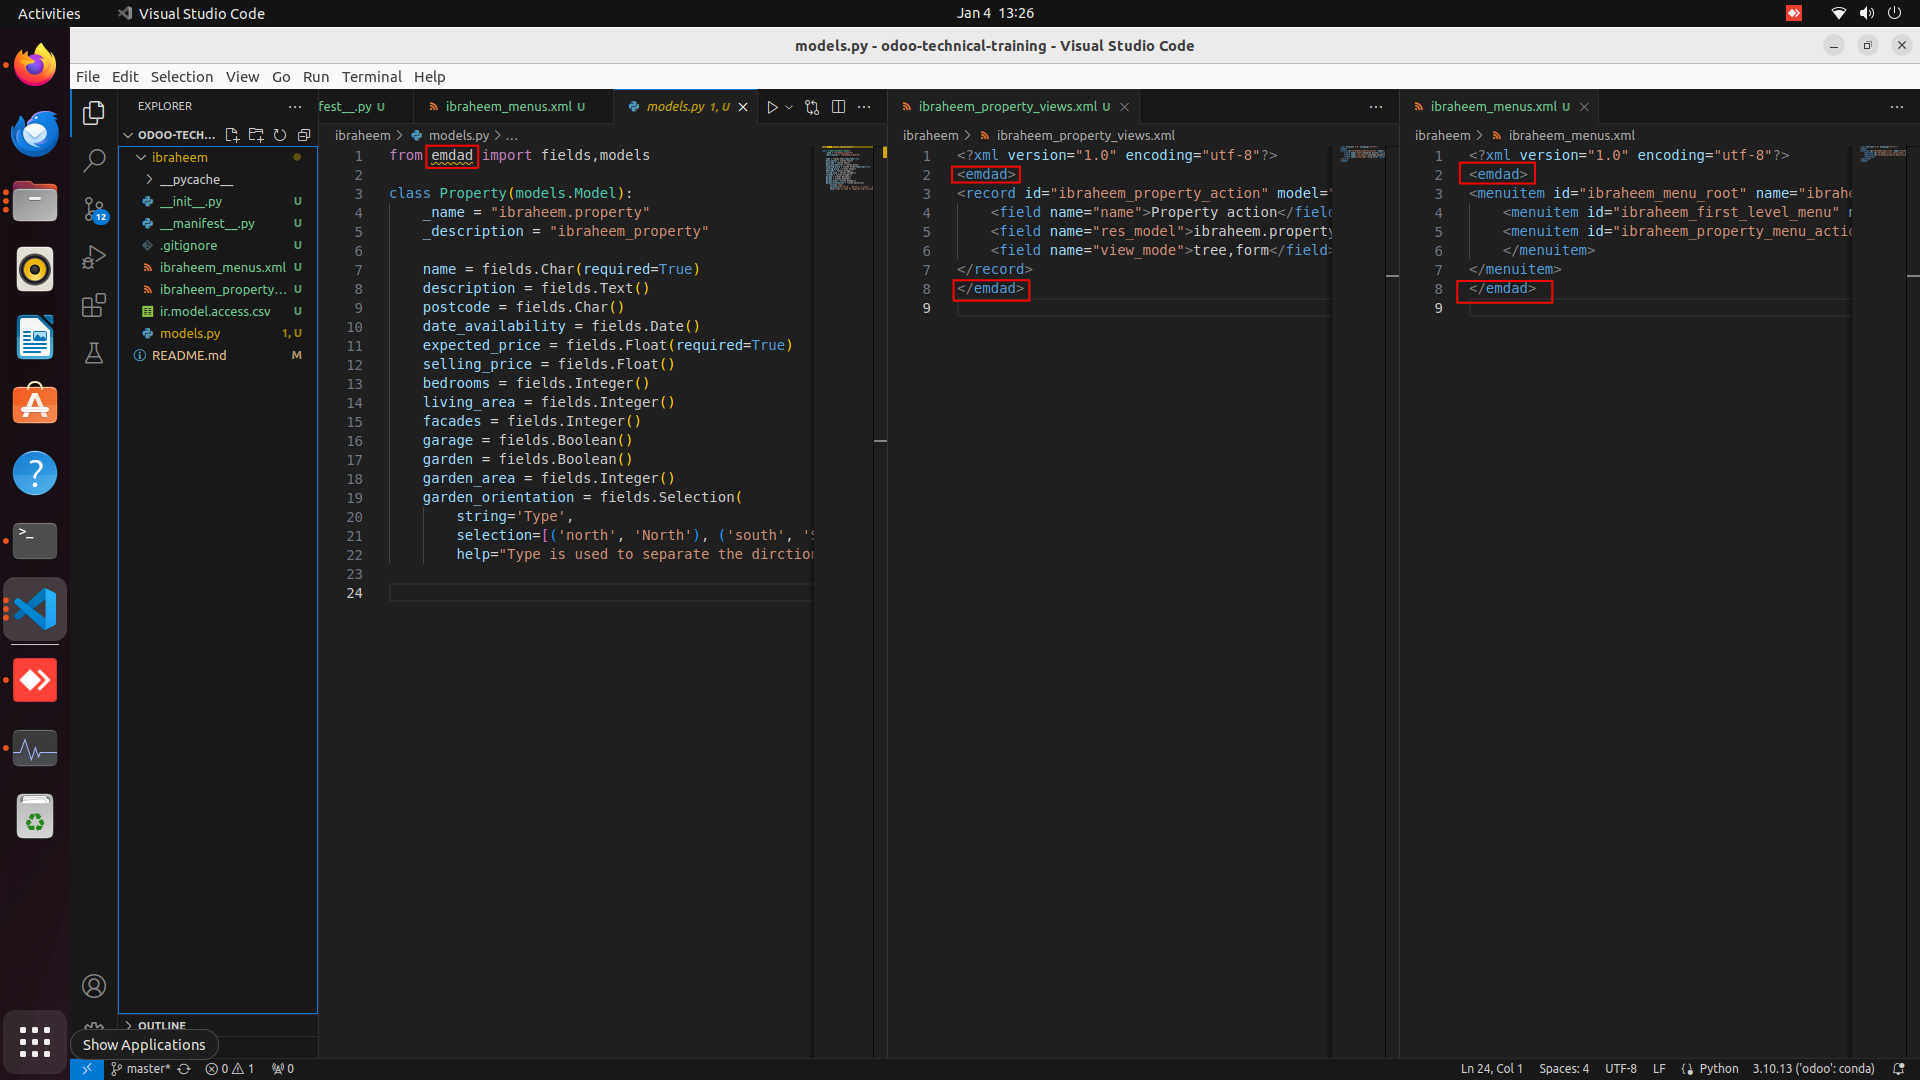 Activities
Visual Studio Code
Jan 4 13:26
models.py - odoo-technical-training - Visual Studio Code
File Edit Selection View Go Run Terminal Help
EXPLORER
ODOO-TECH...
ibraheem
__pycache__
__init__.py U
__manifest__.py U
.gitignore U
ibraheem_menus.xml U
ibraheem_property... U
ir.model.access.csv U
models.py 1, U
README.md M
OUTLINE
Show Applications
12
fest__.py U
ibraheem_menus.xml U
models.py 1, U
ibraheem > models.py > ...
1 from emdad import fields,models
2
3 class Property(models.Model):
4 _name = "ibraheem.property"
5 _description = "ibraheem_property"
6
7 name = fields.Char(required=True)
8 description = fields.Text()
9 postcode = fields.Char()
10 date_availability = fields.Date()
11 expected_price = fields.Float(required=True)
12 selling_price = fields.Float()
13 bedrooms = fields.Integer()
14 living_area = fields.Integer()
15 facades = fields.Integer()
16 garage = fields.Boolean()
17 garden = fields.Boolean()
18 garden_area = fields.Integer()
19 garden_orientation = fields.Selection(
20 string='Type',
21 selection=[('north', 'North'), ('south', '
22 help="Type is used to separate the dirction
23
24
ibraheem_property_views.xml U
ibraheem > ibraheem_property_views.xml
1 <?xml version="1.0" encoding="utf-8"?>
2 <emdad>
3 <record id="ibraheem_property_action" model="
4 <field name="name">Property action</field
5 <field name="res_model">ibraheem.property
6 <field name="view_mode">tree,form</field>
7 </record>
8 </emdad>
9
ibraheem_menus.xml U
ibraheem > ibraheem_menus.xml
1 <?xml version="1.0" encoding="utf-8"?>
2 <emdad>
3 <menuitem id="ibraheem_menu_root" name="ibrahe
4 <menuitem id="ibraheem_first_level_menu"
5 <menuitem id="ibraheem_property_menu_actio
6 </menuitem>
7 </menuitem>
8 </emdad>
9
master* 0 1 0
Ln 24, Col 1 Spaces: 4 UTF-8 LF Python 3.10.13 ('odoo': conda)